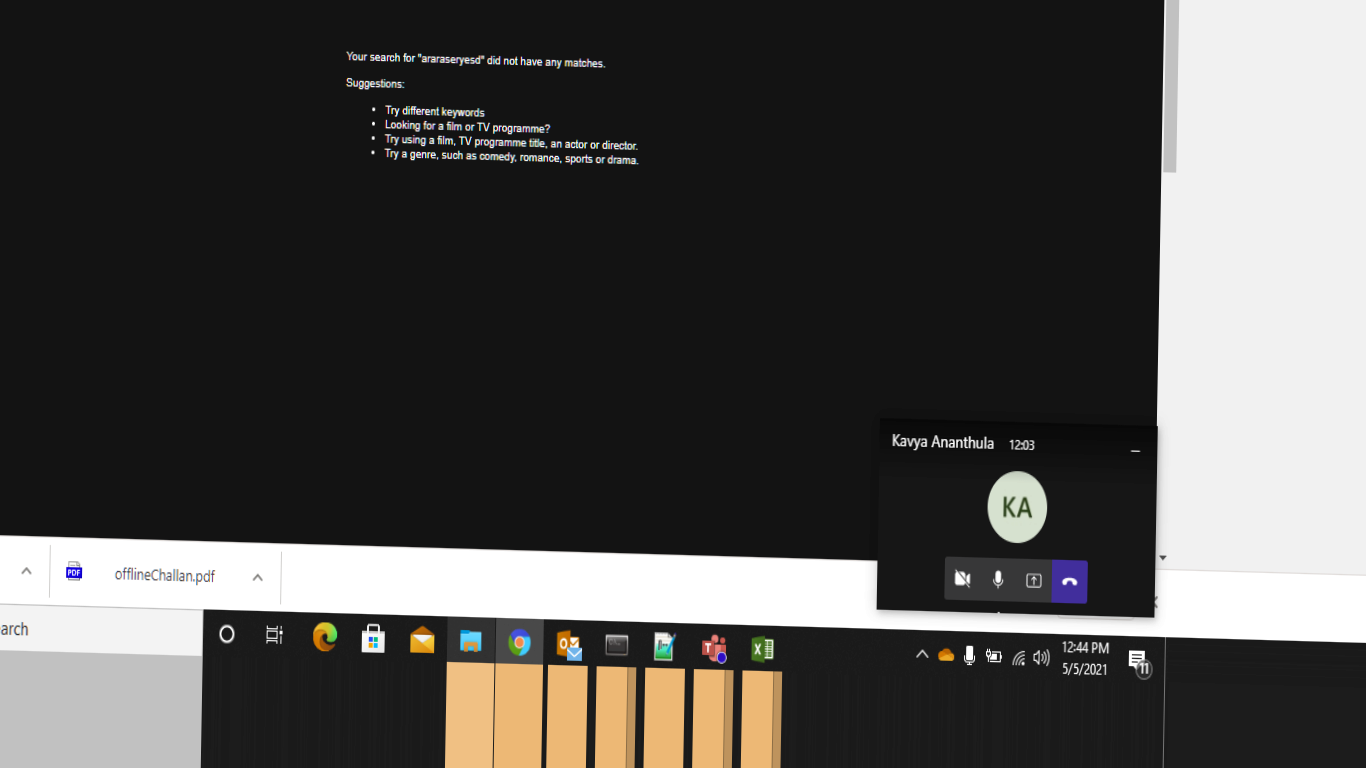 Your search for "araraseryesd" did not have any matches.
Suggestions:
Try different keywords
Looking for a film or TV programme?
Try using a film, TV programme title, an actor or director.
Try a genre, such as comedy, romance, sports or drama.
Kavya Ananthula 12:03
KA
PDF offlineChallan.pdf
earch
12:44 PM
5/5/2021
11